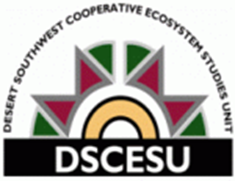 DESERT SOUTHWEST COOPERATIVE ECOSYSTEM STUDIES UNIT
DSCESU